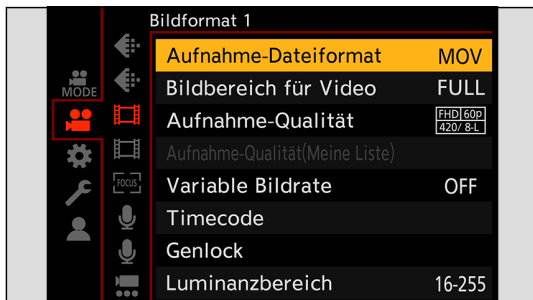 Bildformat 1
MODE
FOCUS
Aufnahme-Dateiformat MOV
Bildbereich für Video FULL
Aufnahme-Qualität FHD 60p 420/8-L
Aufnahme-Qualität(Meine Liste)
Variable Bildrate OFF
Timecode
Genlock
Luminanzbereich 16-255